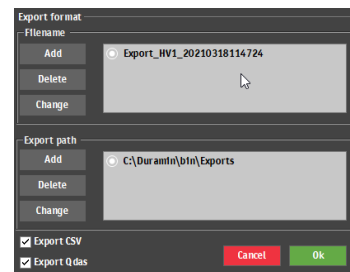 Export format
Filename
Add
Export_HV1_20210318114724
Delete
Change
Export path
Add
C:\Duramin\bin\Exports
Delete
Change
Export CSV
Export Qdas
Cancel
Ok